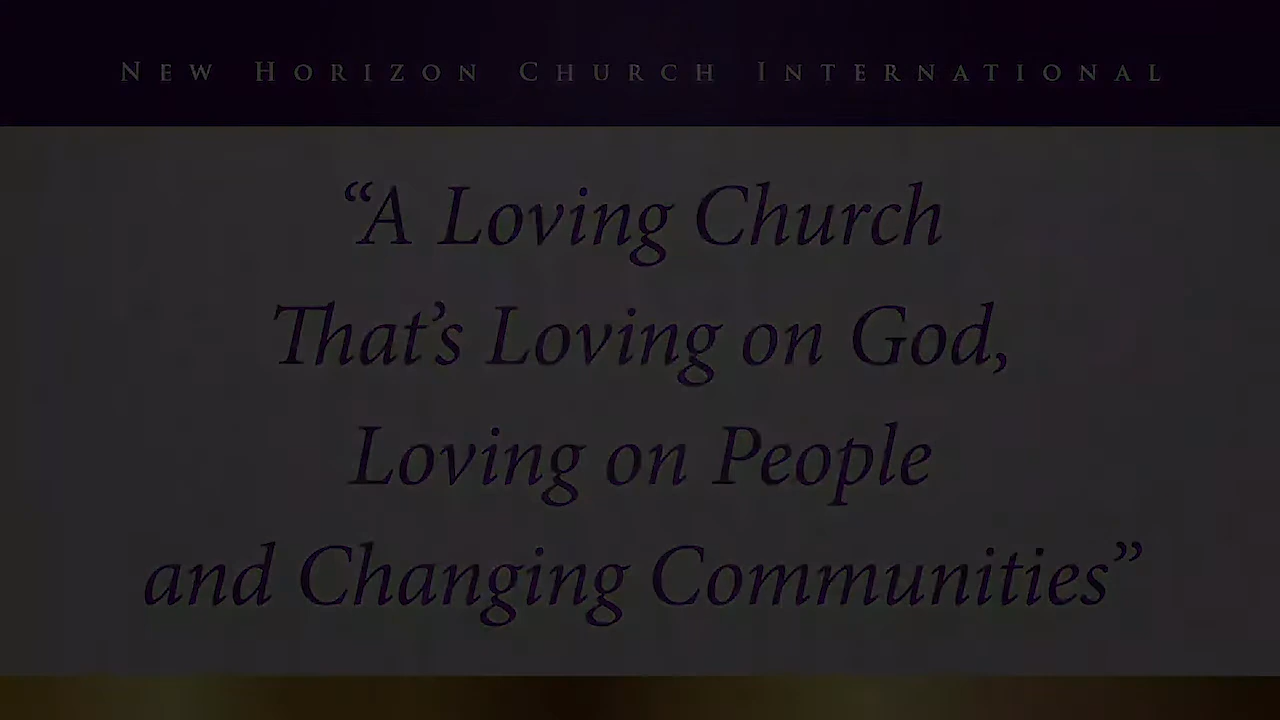 New Horizon Church International
“A Loving Church
That’s Loving on God,
Loving on People
and Changing Communities”